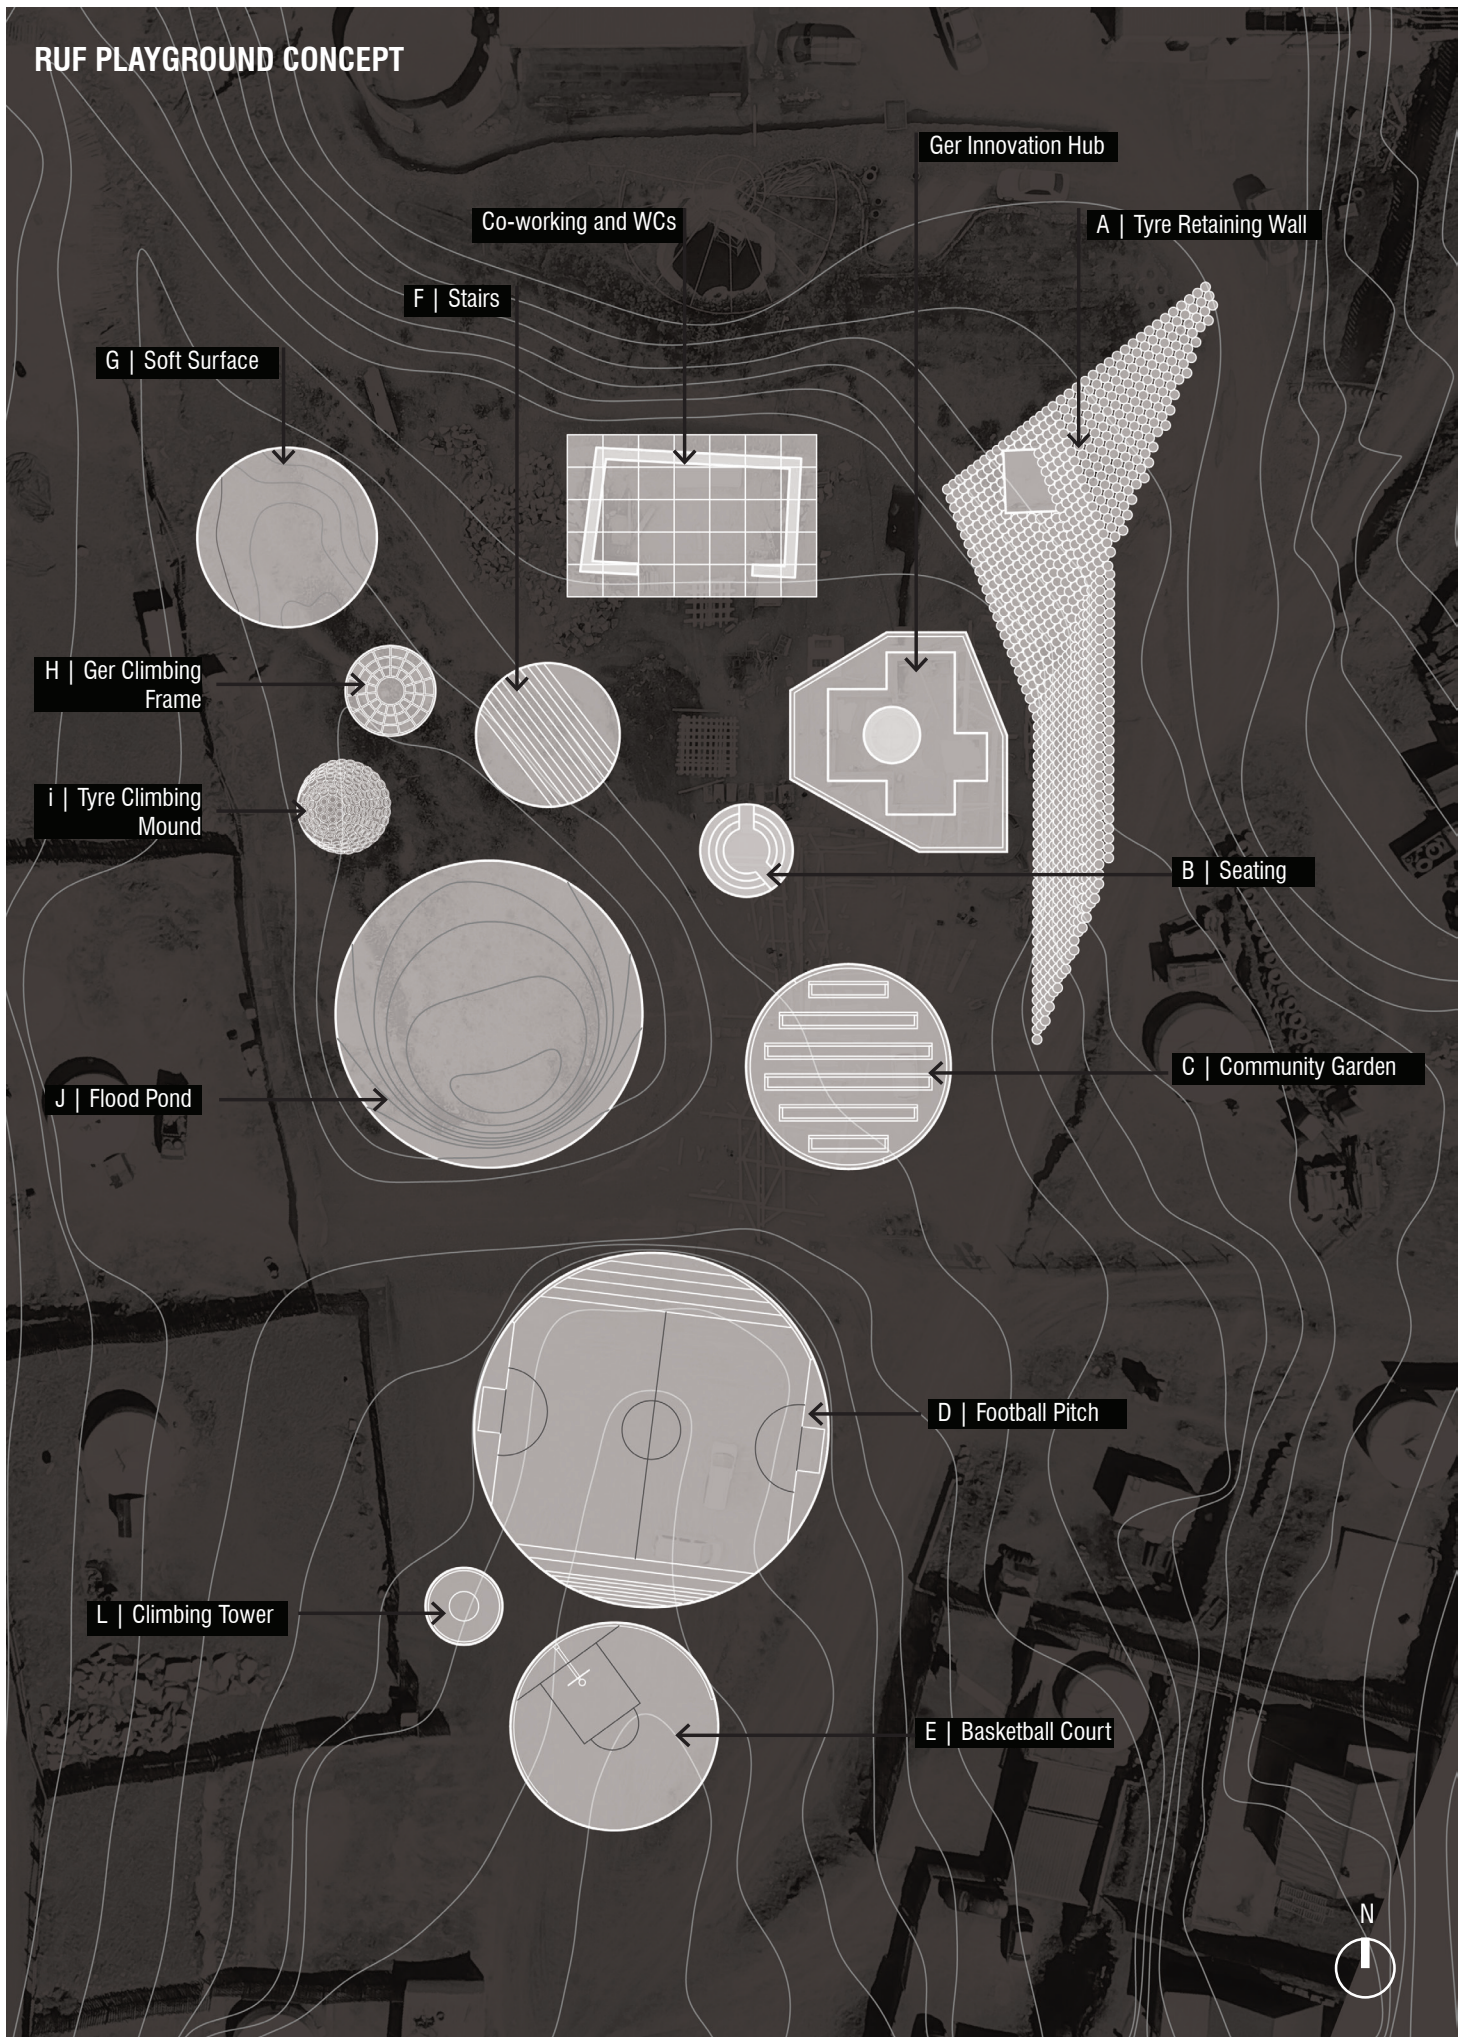 RUF PLAYGROUND CONCEPT
Ger Innovation Hub
Co-working and WCs
A | Tyre Retaining Wall
F | Stairs
G | Soft Surface
H | Ger Climbing
Frame
i | Tyre Climbing
Mound
B | Seating
C | Community Garden
J | Flood Pond
D | Football Pitch
L | Climbing Tower
E | Basketball Court
N